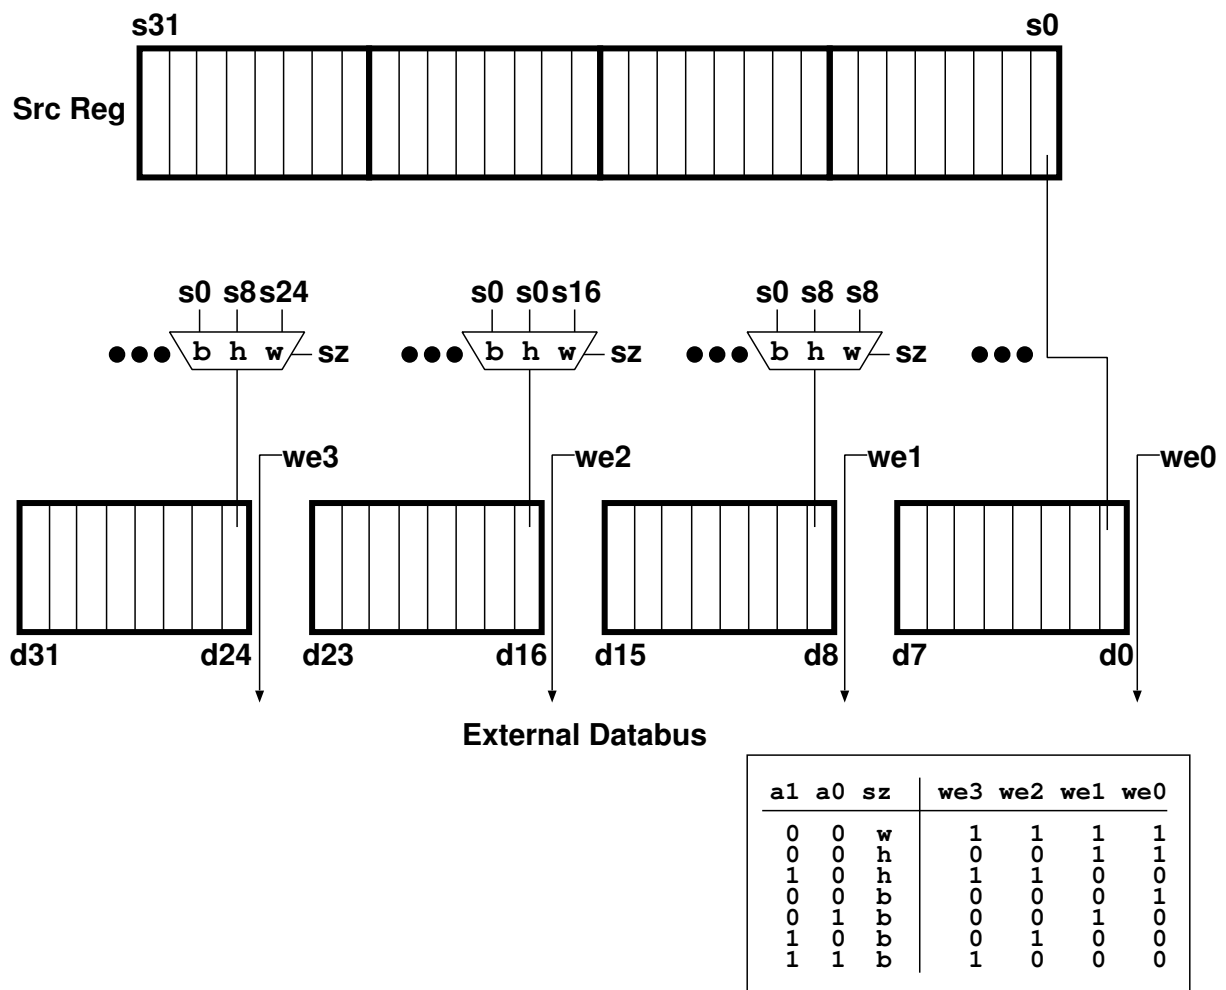 s31 s0
Src Reg
s0 s8 s24 s0 s0 s16 s0 s8 s8
b h w sz b h w sz b h w sz
we3 we2 we1 we0
d31 d24 d23 d16 d15 d8 d7 d0
External Databus
a1 a0 sz we3 we2 we1 we0
0 0 w 1 1 1 1
0 0 h 0 0 1 1
1 0 h 1 1 0 0
0 0 b 0 0 0 1
0 1 b 0 0 1 0
1 0 b 0 1 0 0
1 1 b 1 0 0 0